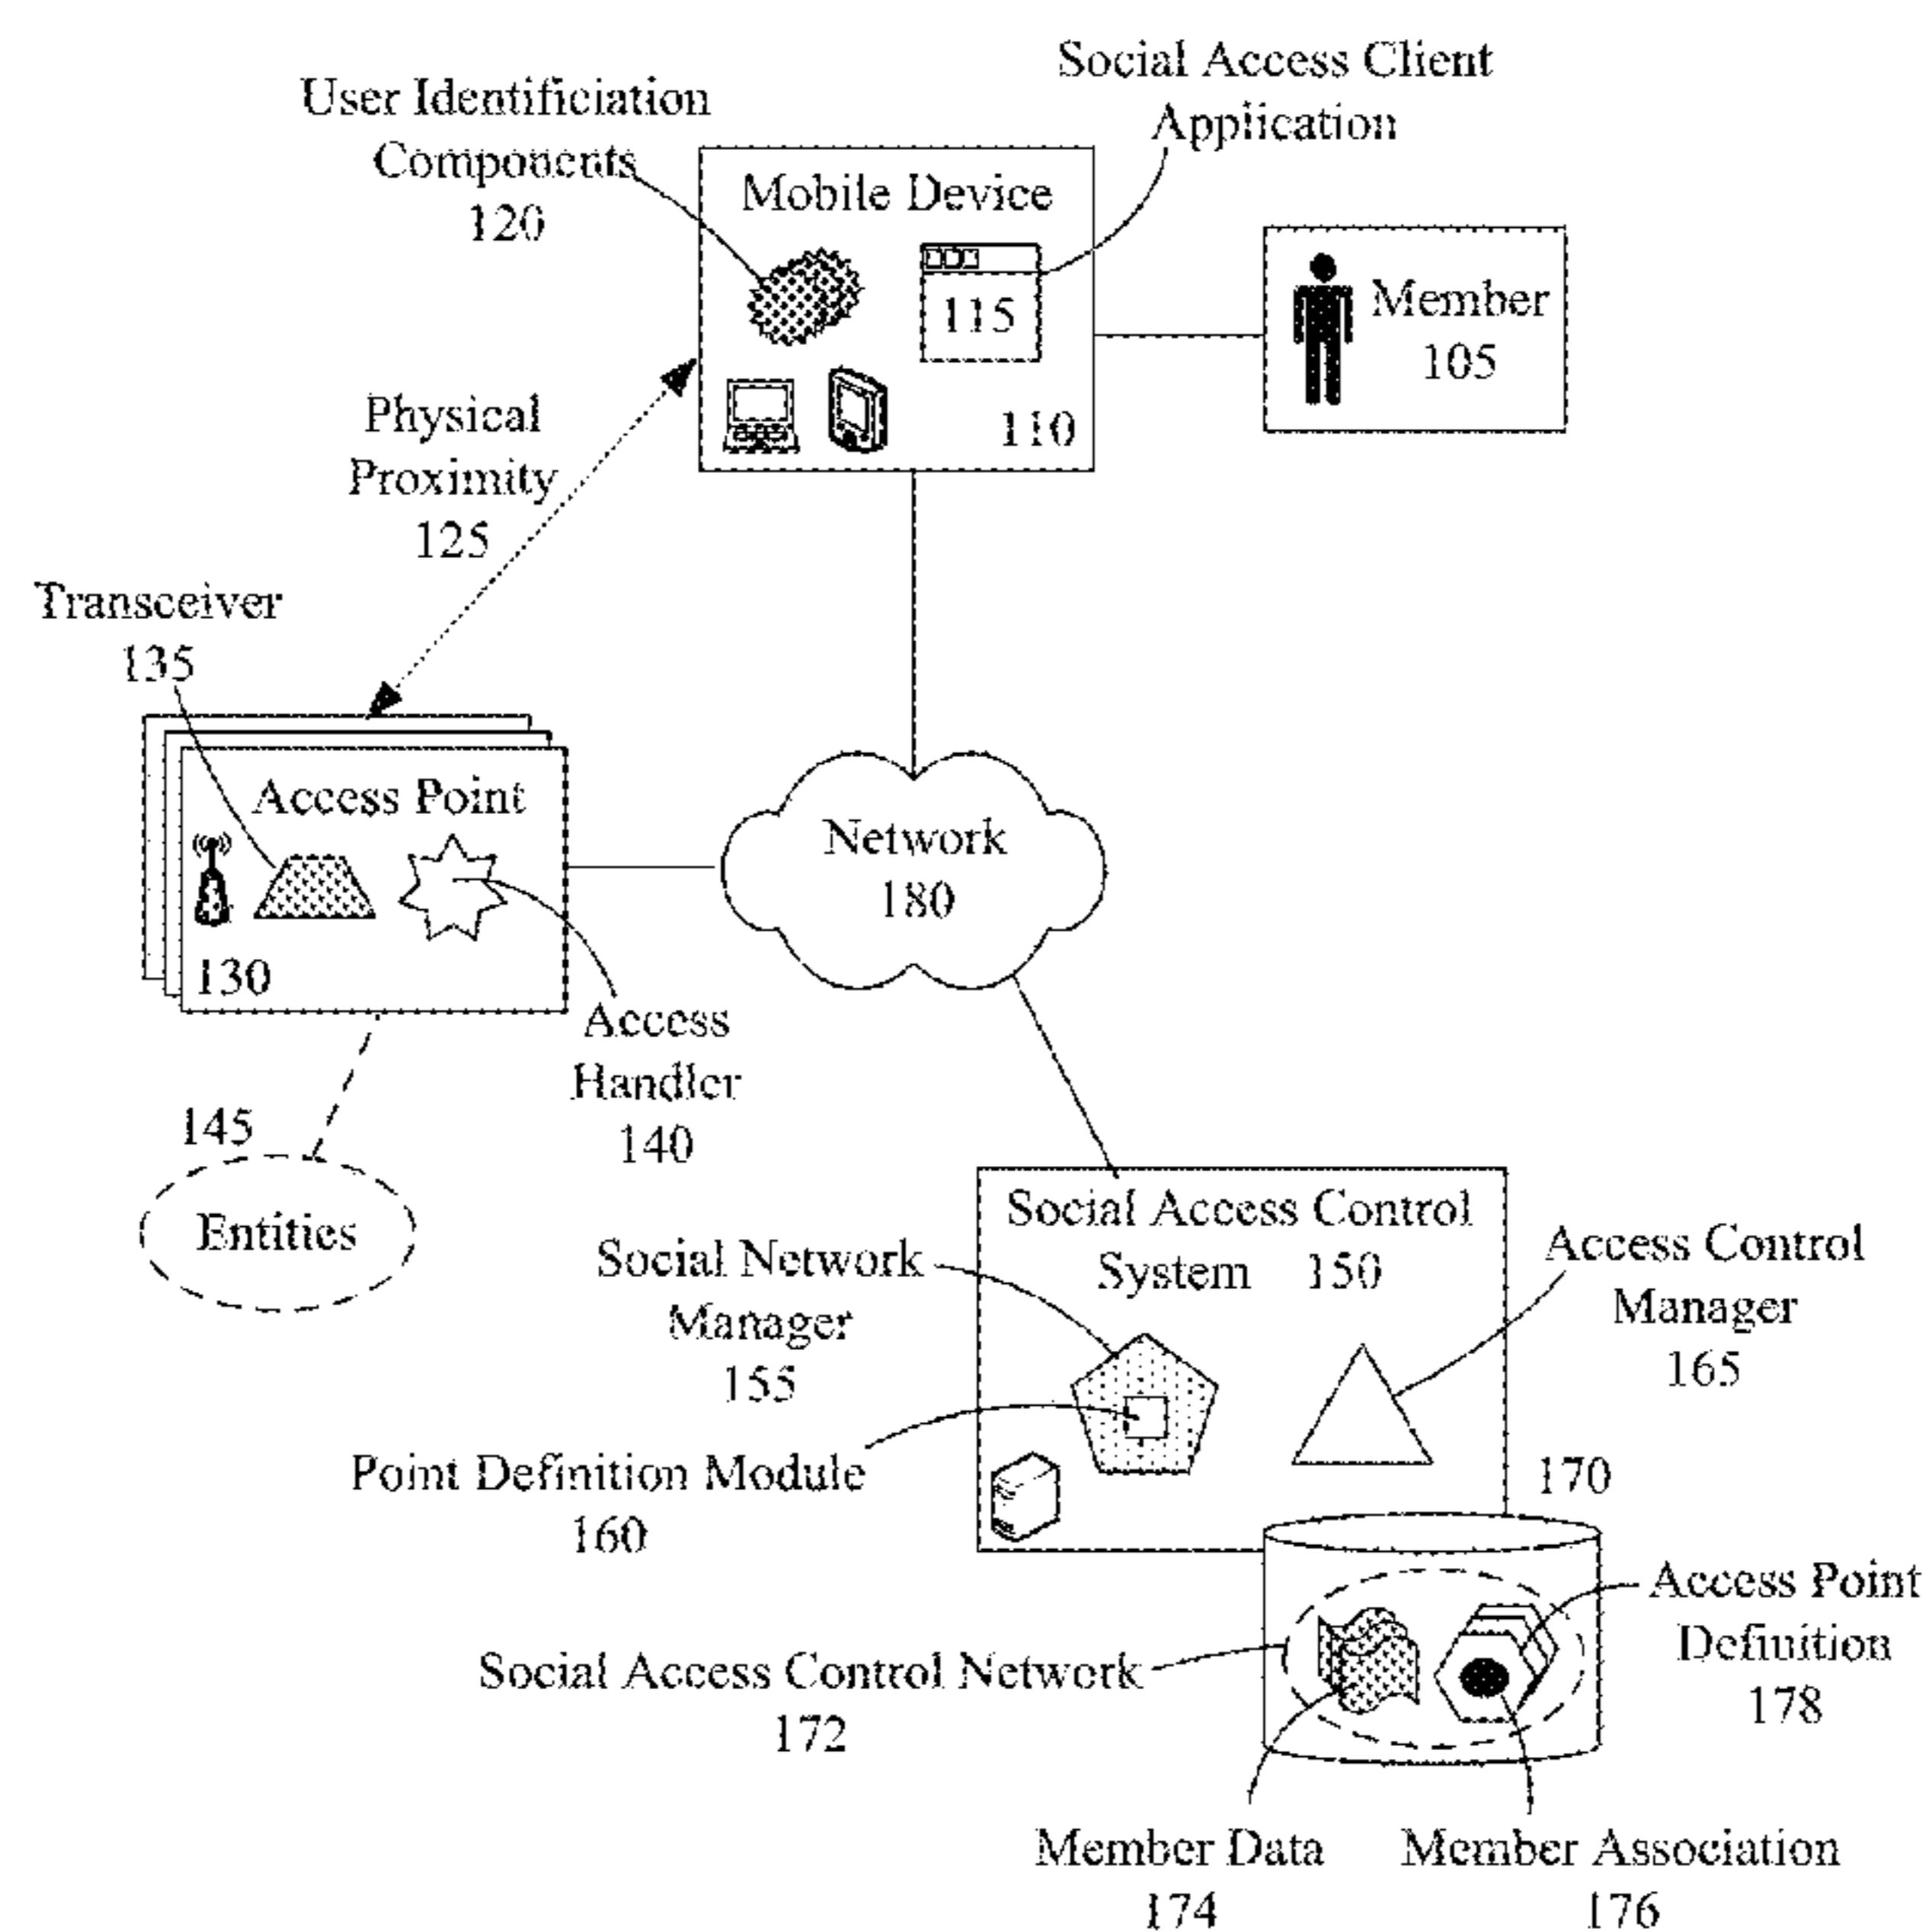 Social Access Client
Application
User Identificiation
Components
120
Mobile Device
115
110
Member
105
Physical
Proximity
125
Transceiver
135
Access Point
130
Network
180
Access
Handler
140
145
Entities
Social Access Control
System 150
Social Network
Manager
155
Access Control
Manager
165
Point Definition Module
160
170
Access Point
Definition
178
Social Access Control Network
172
Member Data
174
Member Association
176